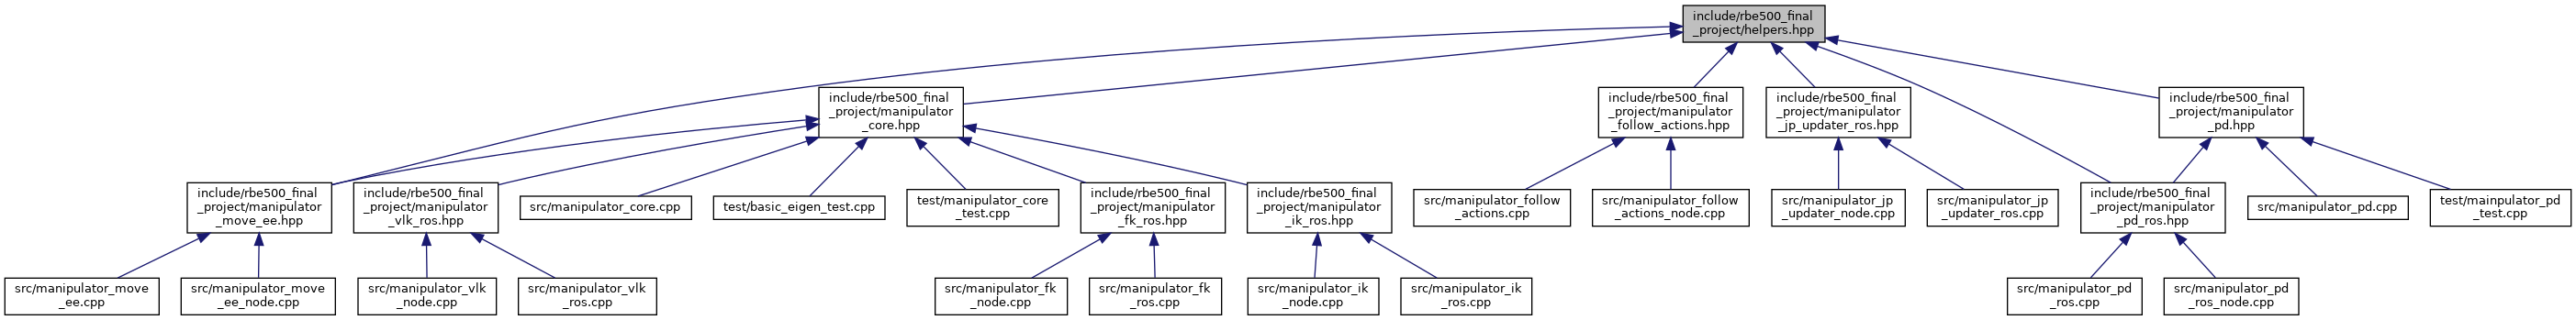 include/rbe500_final
_project/helpers.hpp
include/rbe500_final
_project/manipulator
_core.hpp
include/rbe500_final
_project/manipulator
_follow_actions.hpp
include/rbe500_final
_project/manipulator
_jp_updater_ros.hpp
include/rbe500_final
_project/manipulator
_pd.hpp
include/rbe500_final
_project/manipulator
_move_ee.hpp
include/rbe500_final
_project/manipulator
_vlk_ros.hpp
src/manipulator_core.cpp
test/basic_eigen_test.cpp
test/manipulator_core
_test.cpp
include/rbe500_final
_project/manipulator
_fk_ros.hpp
include/rbe500_final
_project/manipulator
_ik_ros.hpp
src/manipulator_follow
_actions.cpp
src/manipulator_follow
_actions_node.cpp
src/manipulator_jp
_updater_node.cpp
src/manipulator_jp
_updater_ros.cpp
include/rbe500_final
_project/manipulator
_pd_ros.hpp
src/manipulator_pd.cpp
test/mainpulator_pd
_test.cpp
src/manipulator_move
_ee.cpp
src/manipulator_move
_ee_node.cpp
src/manipulator_vlk
_node.cpp
src/manipulator_vlk
_ros.cpp
src/manipulator_fk
_node.cpp
src/manipulator_fk
_ros.cpp
src/manipulator_ik
_node.cpp
src/manipulator_ik
_ros.cpp
src/manipulator_pd
_ros.cpp
src/manipulator_pd
_ros_node.cpp